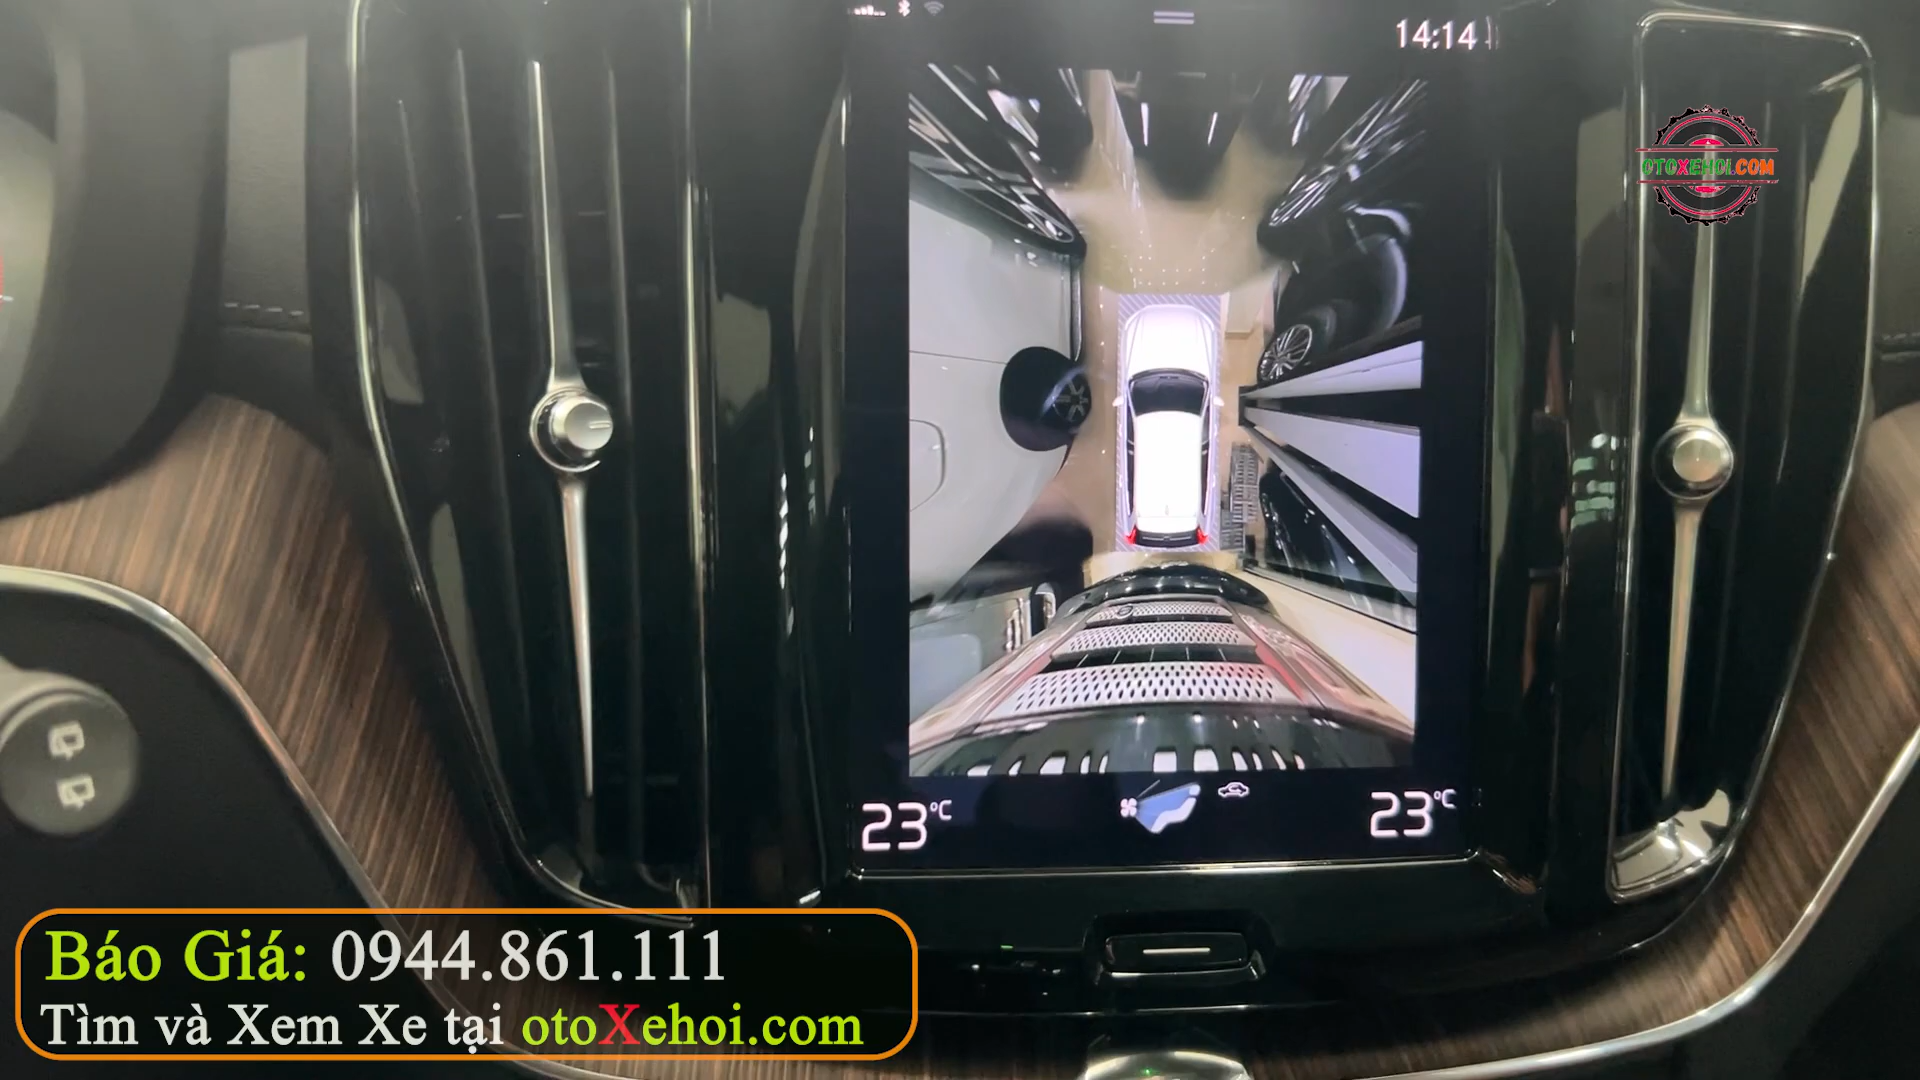 14:14
OTOXEHOI.COM
23°C
23°C
Báo Giá: 0944.861.111
Tìm và Xem Xe tại otoXehoi.com